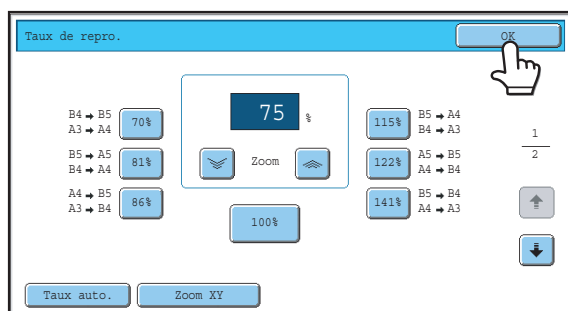 Taux de repro.
OK
B4 → B5
A3 → A4
70%
B5 → A5
B4 → A4
81%
A4 → B5
A3 → B4
86%
75 %
Zoom
100%
115%
B5 → A4
B4 → A3
122%
A5 → B5
A4 → B4
141%
B5 → B4
A4 → A3
1
2
Taux auto.
Zoom XY